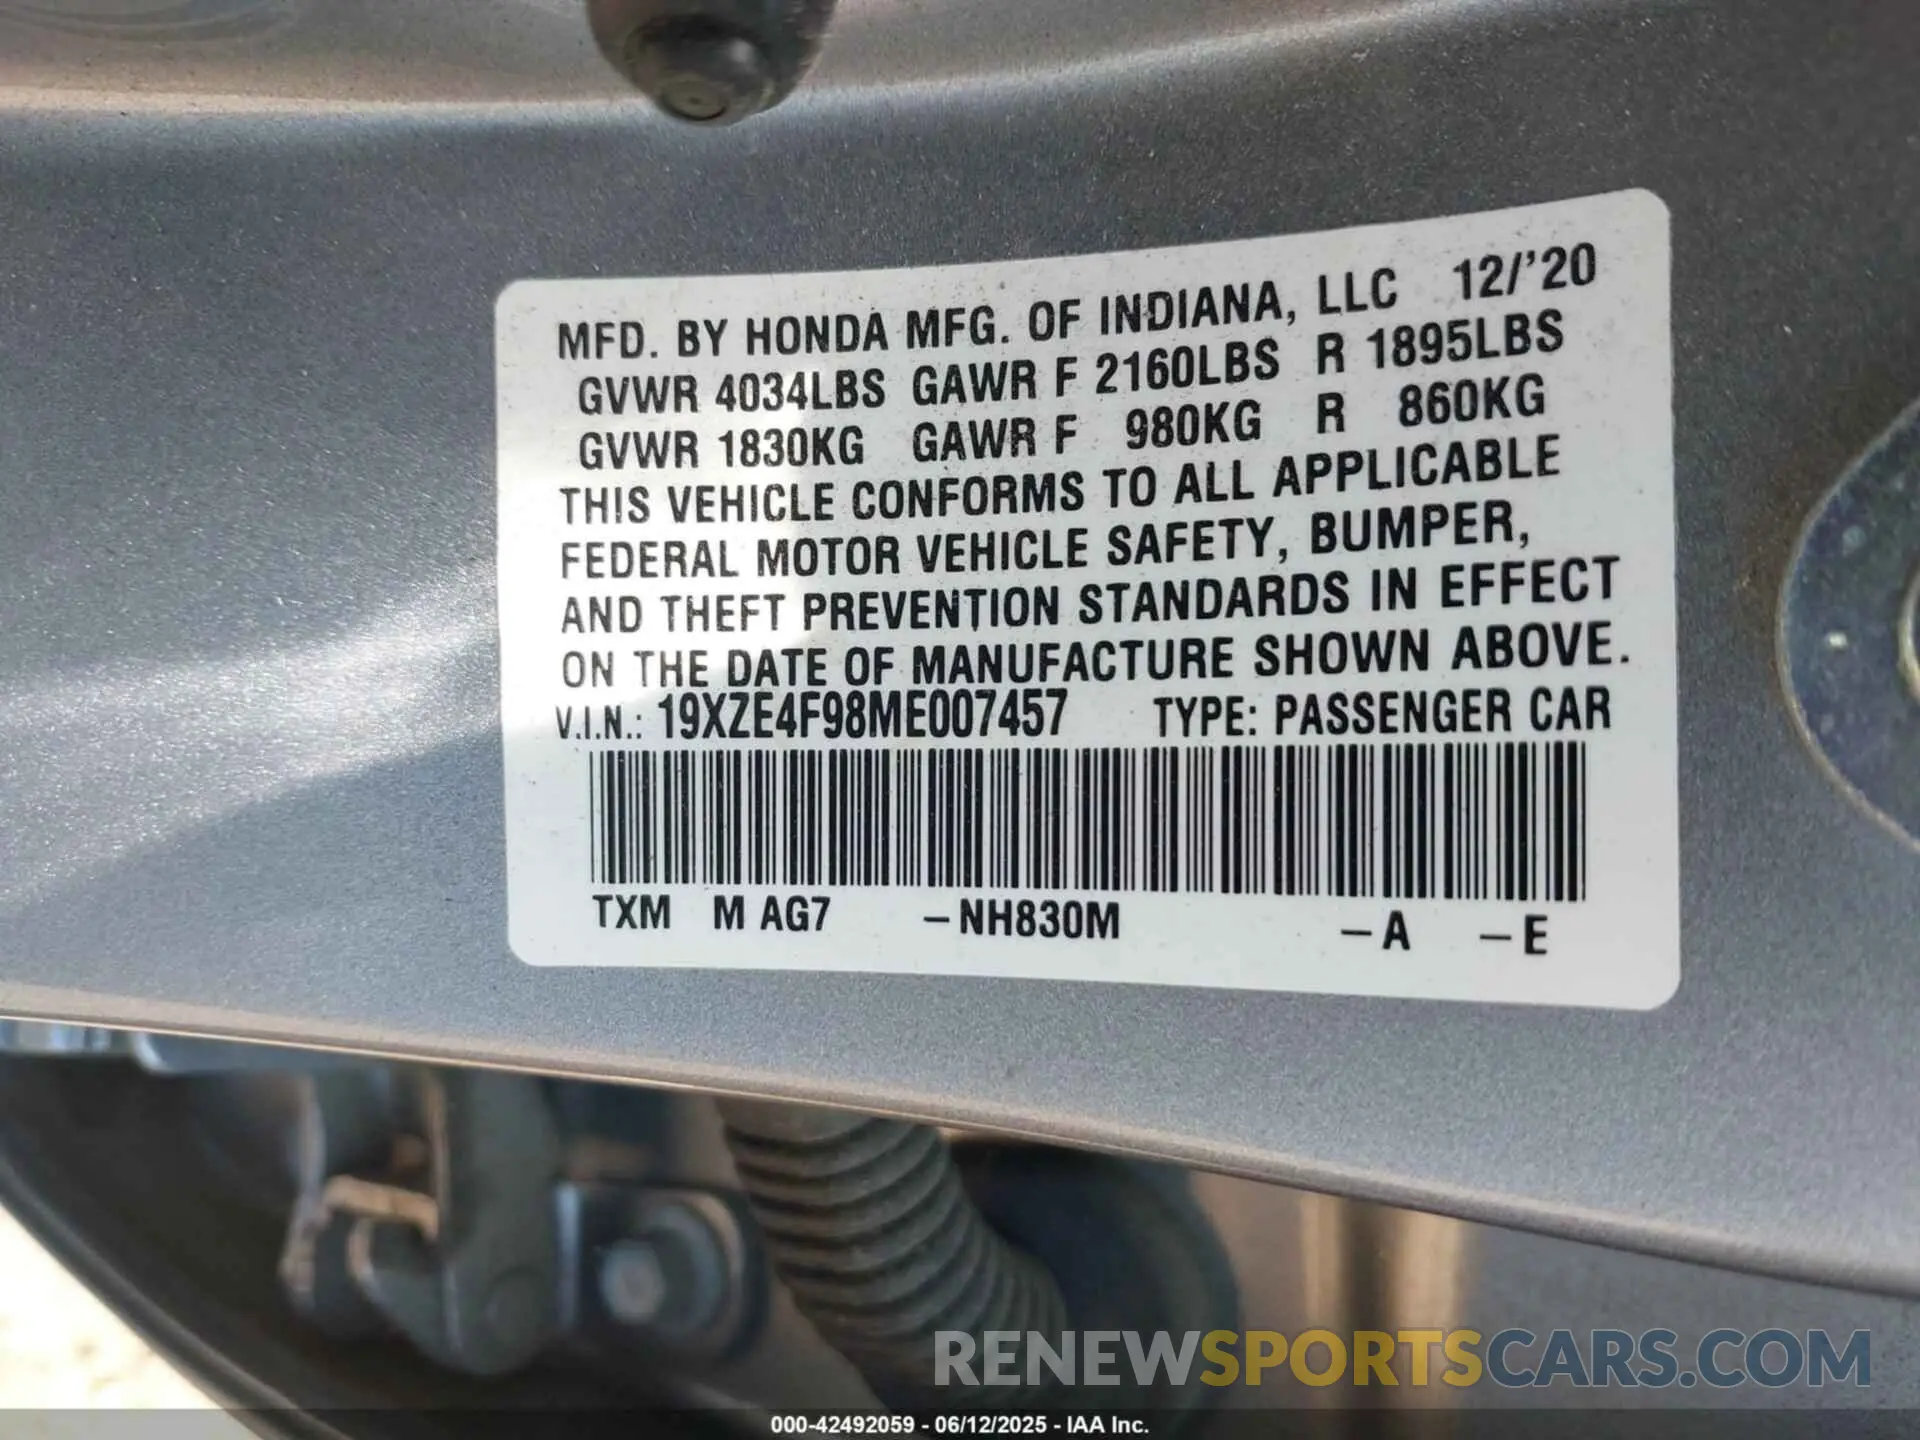 MFD. BY HONDA MFG. OF INDIANA, LLC 12/'20
GVWR 4034LBS GAWR F 2160LBS R 1895LBS
GVWR 1830KG GAWR F 980KG R 860KG
THIS VEHICLE CONFORMS TO ALL APPLICABLE
FEDERAL MOTOR VEHICLE SAFETY, BUMPER,
AND THEFT PREVENTION STANDARDS IN EFFECT
ON THE DATE OF MANUFACTURE SHOWN ABOVE.
V.I.N.: 19XZE4F98ME007457 TYPE: PASSENGER CAR
TXM M AG7 -NH830M -A -E
RENEWSPORTSCARS.COM
000-42492059 - 06/12/2025 - IAA Inc.